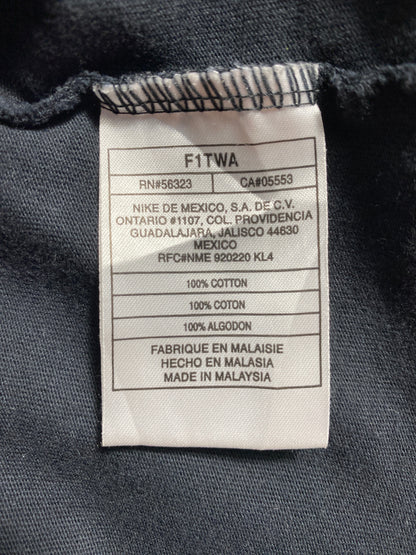 F1TWA
RN#56323 CA#05553
NIKE DE MEXICO, S.A. DE C.V.
ONTARIO #1107, COL. PROVIDENCIA
GUADALAJARA, JALISCO 44630
MEXICO
RFC#NME 920220 KL4
100% COTTON
100% COTON
100% ALGODON
FABRIQUE EN MALAISIE
HECHO EN MALASIA
MADE IN MALAYSIA